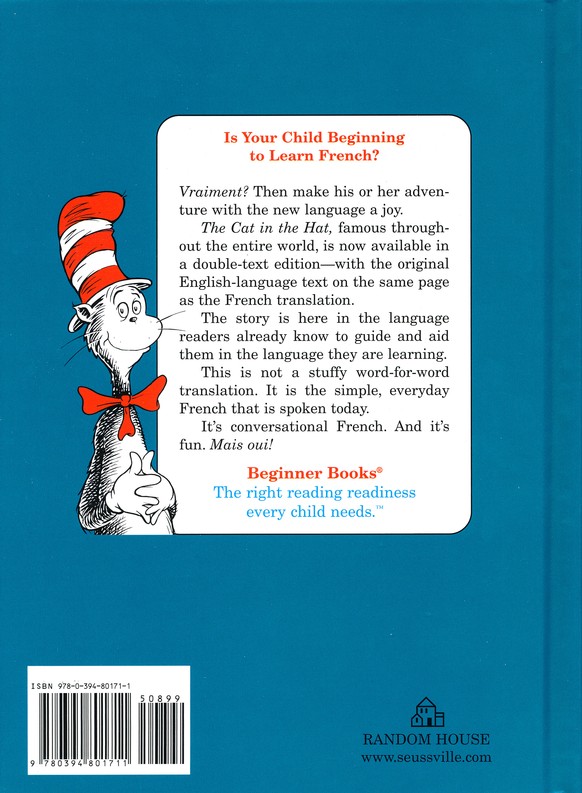 Is Your Child Beginning
to Learn French?
Vraiment? Then make his or her adven-
ture with the new language a joy.
The Cat in the Hat, famous through-
out the entire world, is now available in
a double-text edition—with the original
English-language text on the same page
as the French translation.
The story is here in the language
readers already know to guide and aid
them in the language they are learning.
This is not a stuffy word-for-word
translation. It is the simple, everyday
French that is spoken today.
It's conversational French. And it's
fun. Mais oui!
Beginner Books®
The right reading readiness
every child needs.™
ISBN 978-0-394-80171-1
50899
9 780394 801711
RANDOM HOUSE
www.seussville.com